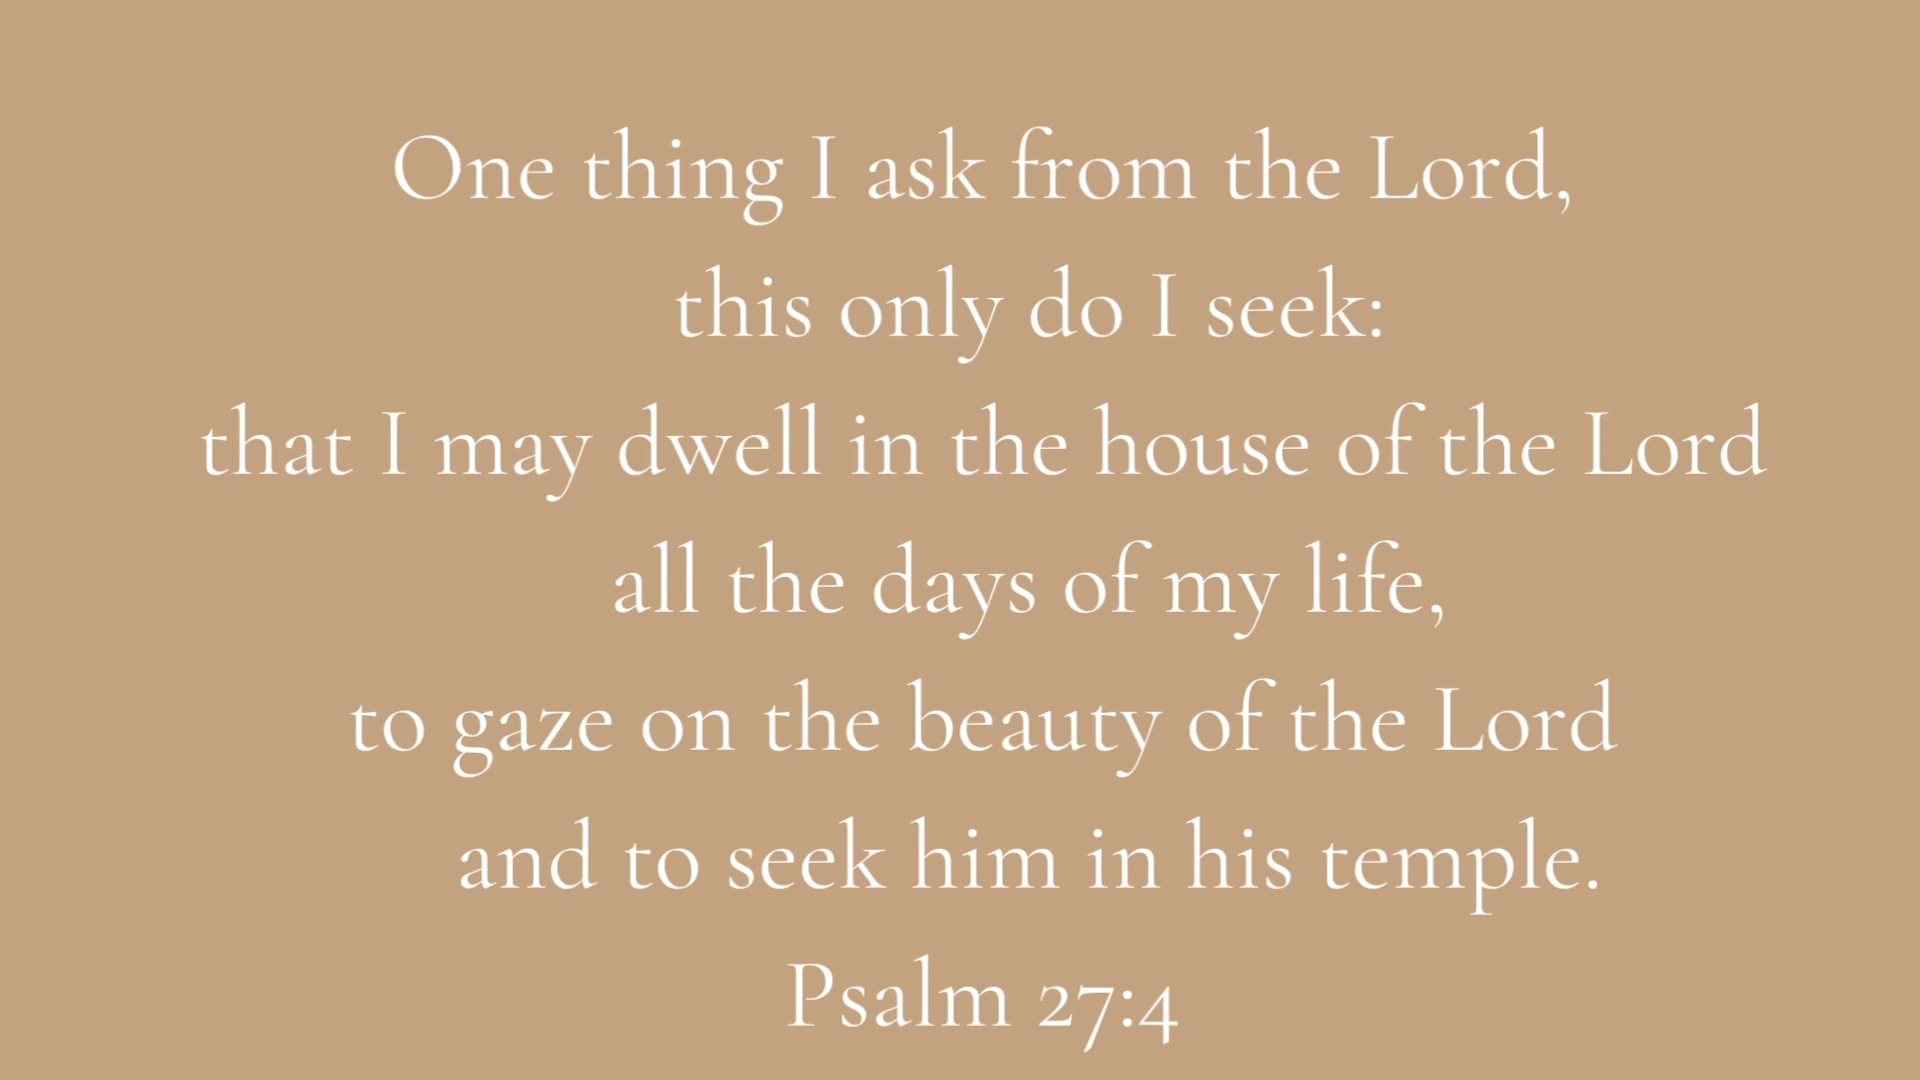 One thing I ask from the Lord,
this only do I seek:
that I may dwell in the house of the Lord
all the days of my life,
to gaze on the beauty of the Lord
and to seek him in his temple.
Psalm 27:4